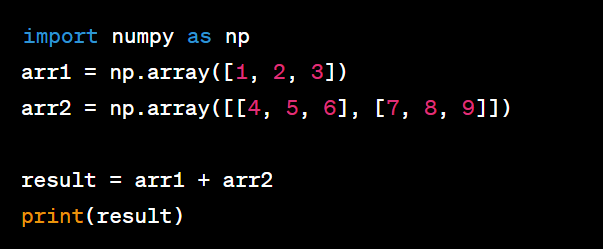 import numpy as np
arr1 = np.array([1, 2, 3])
arr2 = np.array([[4, 5, 6], [7, 8, 9]])
result = arr1 + arr2
print(result)